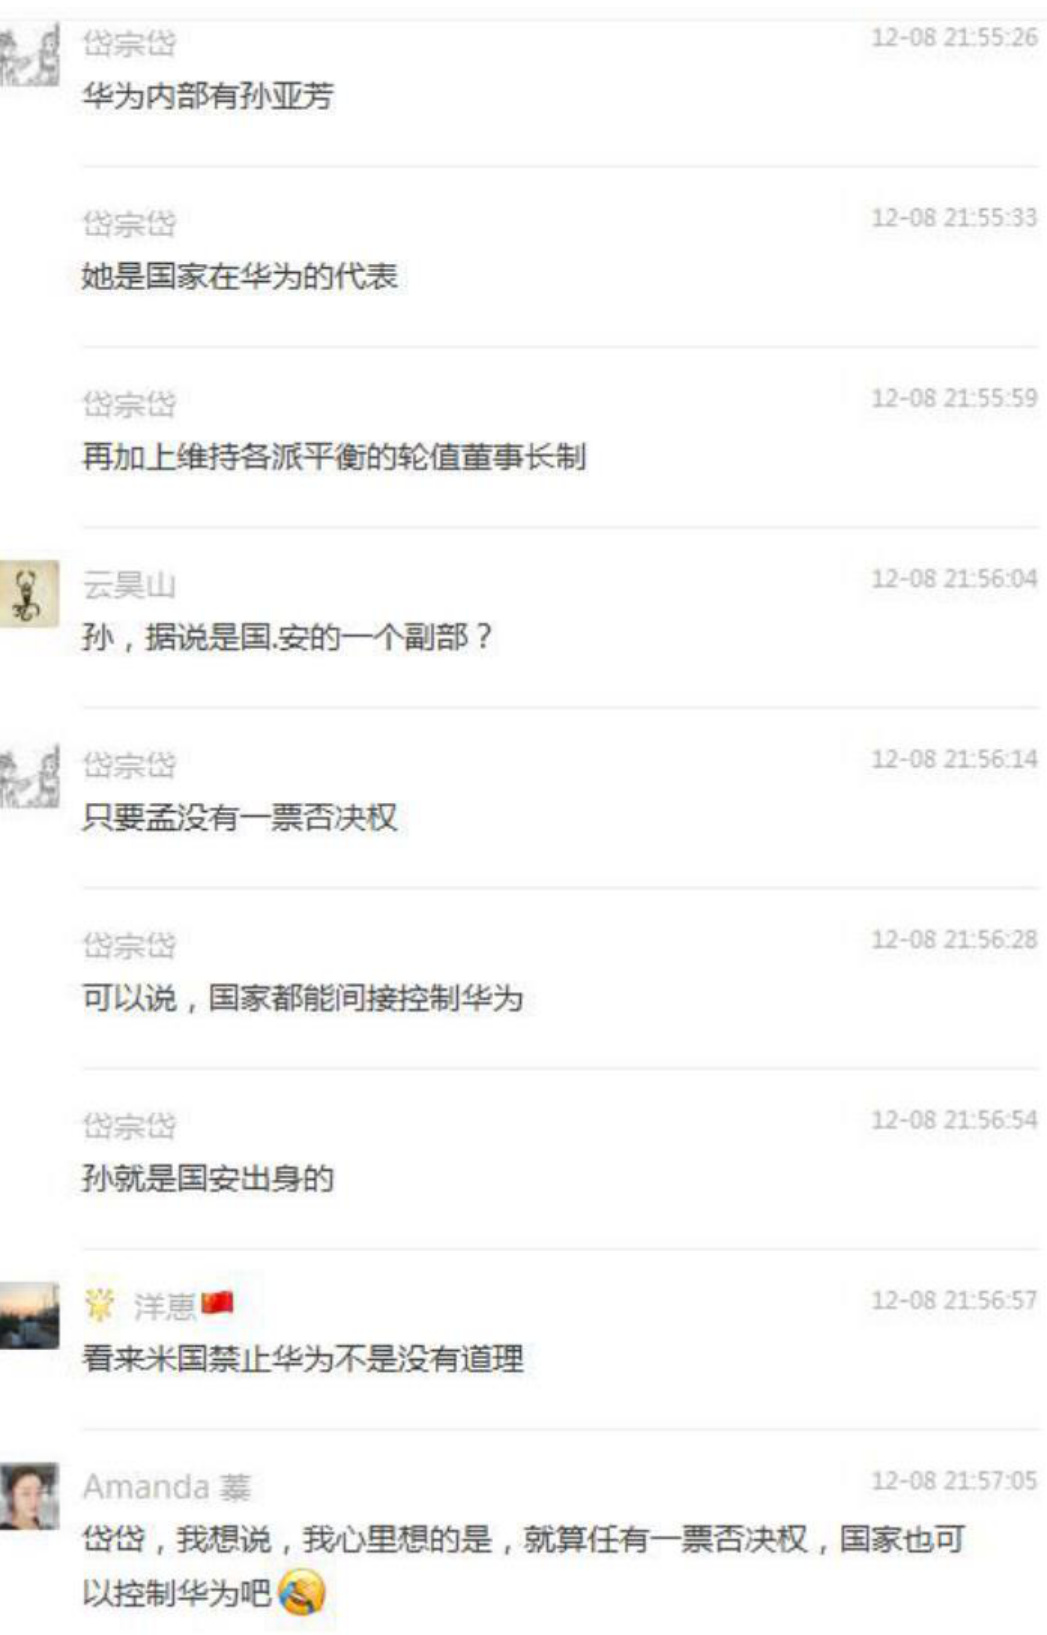 岱宗岱
12-08 21:55:26
华为内部有孙亚芳
岱宗岱
12-08 21:55:33
她是国家在华为的代表
岱宗岱
12-08 21:55:59
再加上维持各派平衡的轮值董事长制
云昊山
12-08 21:56:04
孙，据说是国.安的一个副部？
岱宗岱
12-08 21:56:14
只要孟没有一票否决权
岱宗岱
12-08 21:56:28
可以说，国家都能间接控制华为
岱宗岱
12-08 21:56:54
孙就是国安出身的
洋崽
12-08 21:56:57
看来米国禁止华为不是没有道理
Amanda 蓁
12-08 21:57:05
岱岱，我想说，我心里想的是，就算任有一票否决权，国家也可
以控制华为吧